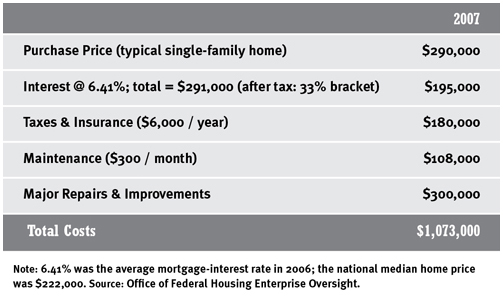 2007
Purchase Price (typical single-family home) $290,000
Interest @ 6.41%; total = $291,000 (after tax: 33% bracket) $195,000
Taxes & Insurance ($6,000 / year) $180,000
Maintenance ($300 / month) $108,000
Major Repairs & Improvements $300,000
Total Costs $1,073,000
Note: 6.41% was the average mortgage-interest rate in 2006; the national median home price
was $222,000. Source: Office of Federal Housing Enterprise Oversight.